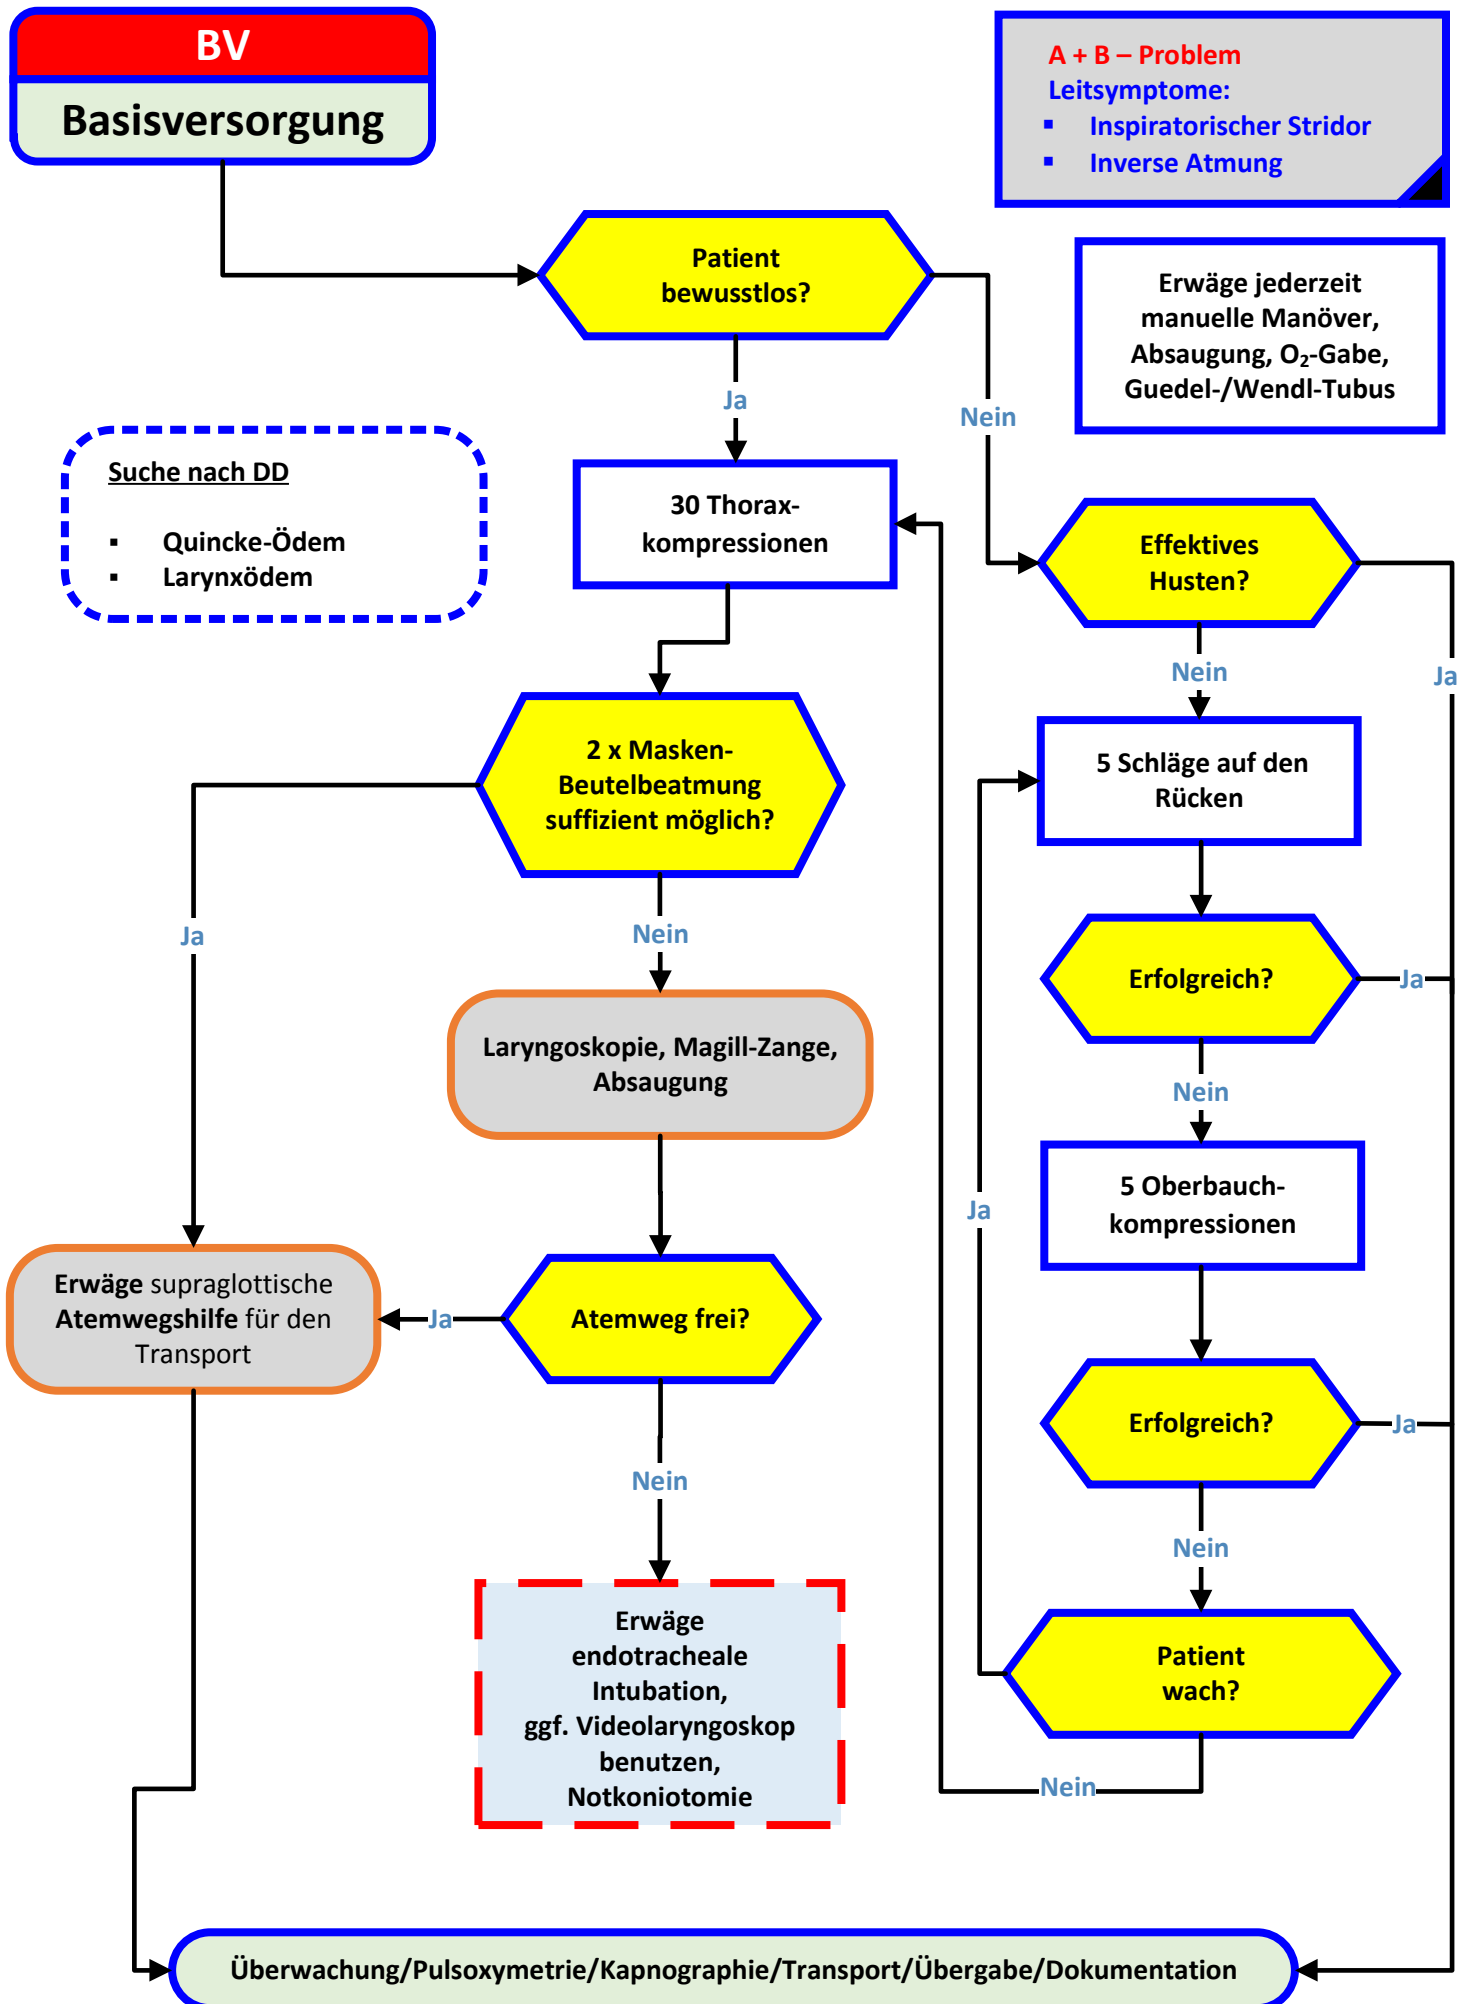 BV
Basisversorgung
A + B – Problem
Leitsymptome:
▪ Inspiratorischer Stridor
▪ Inverse Atmung
Patient
bewusstlos?
Erwäge jederzeit
manuelle Manöver,
Absaugung, O₂-Gabe,
Guedel-/Wendl-Tubus
Ja
Nein
Suche nach DD
▪ Quincke-Ödem
▪ Larynxödem
30 Thorax-
kompressionen
Effektives
Husten?
Nein
Ja
2 x Masken-
Beutelbeatmung
suffizient möglich?
5 Schläge auf den
Rücken
Ja
Nein
Erfolgreich?
Ja
Laryngoskopie, Magill-Zange,
Absaugung
Nein
5 Oberbauch-
kompressionen
Ja
Erwäge supraglottische
Atemwegshilfe für den
Transport
Ja
Atemweg frei?
Erfolgreich?
Ja
Nein
Nein
Erwäge
endotracheale
Intubation,
ggf. Videolaryngoskop
benutzen,
Notkoniotomie
Patient
wach?
Nein
Überwachung/Pulsoxymetrie/Kapnographie/Transport/Übergabe/Dokumentation